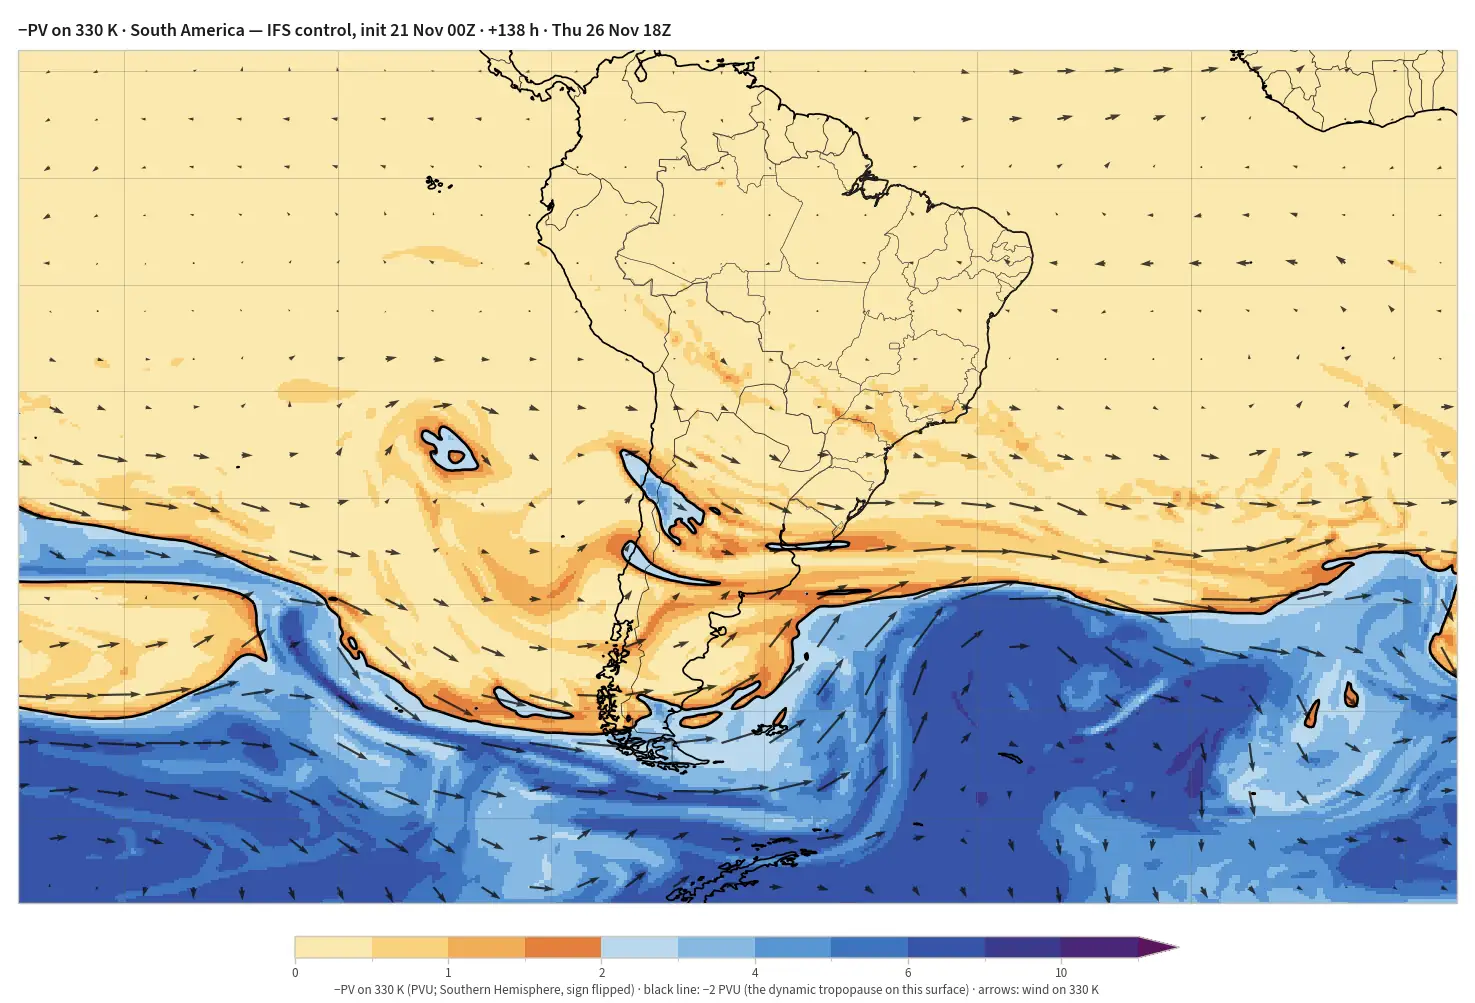 −PV on 330 K · South America — IFS control, init 21 Nov 00Z · +138 h · Thu 26 Nov 18Z
0 1 2 4 6 10
−PV on 330 K (PVU; Southern Hemisphere, sign flipped) · black line: −2 PVU (the dynamic tropopause on this surface) · arrows: wind on 330 K